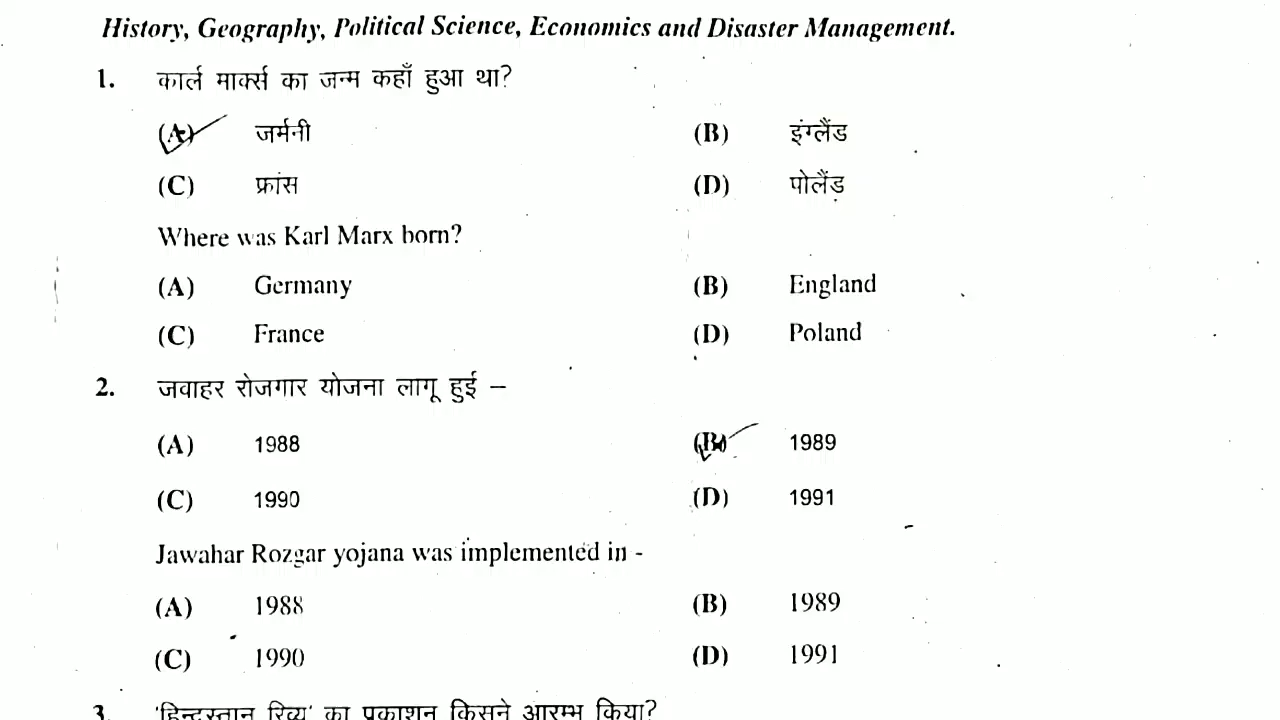 History, Geography, Political Science, Economics and Disaster Management.
1. कार्ल मार्क्स का जन्म कहाँ हुआ था?
(A) जर्मनी (B) इंग्लैंड
(C) फ्रांस (D) पोलैंड
Where was Karl Marx born?
(A) Germany (B) England
(C) France (D) Poland
2. जवाहर रोजगार योजना लागू हुई –
(A) 1988 (B) 1989
(C) 1990 (D) 1991
Jawahar Rozgar yojana was implemented in -
(A) 1988 (B) 1989
(C) 1990 (D) 1991
3. 'हिन्दुस्तान रिव्यू' का प्रकाशन किसने आरम्भ किया?